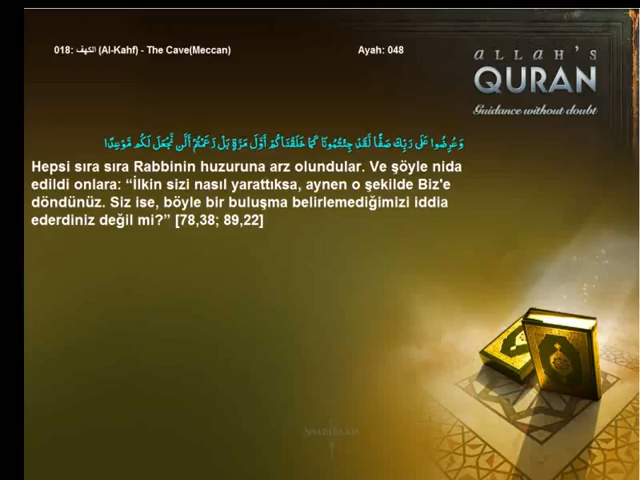 018: الكهف (Al-Kahf) - The Cave(Meccan)
Ayah: 048
ALLAH'S
QURAN
Guidance without doubt
وَعُرِضُوا عَلَى رَبِّكَ صَفًّا لَّقَدْ جِئْتُمُونَا كَمَا خَلَقْنَاكُمْ أَوَّلَ مَرَّةٍ بَلْ زَعَمْتُمْ أَلَّن نَّجْعَلَ لَكُم مَّوْعِدًا
Hepsi sıra sıra Rabbinin huzuruna arz olundular. Ve şöyle nida
edildi onlara: “İlkin sizi nasıl yarattıksa, aynen o şekilde Biz'e
döndünüz. Siz ise, böyle bir buluşma belirlemediğimizi iddia
ederdiniz değil mi?” [78,38; 89,22]